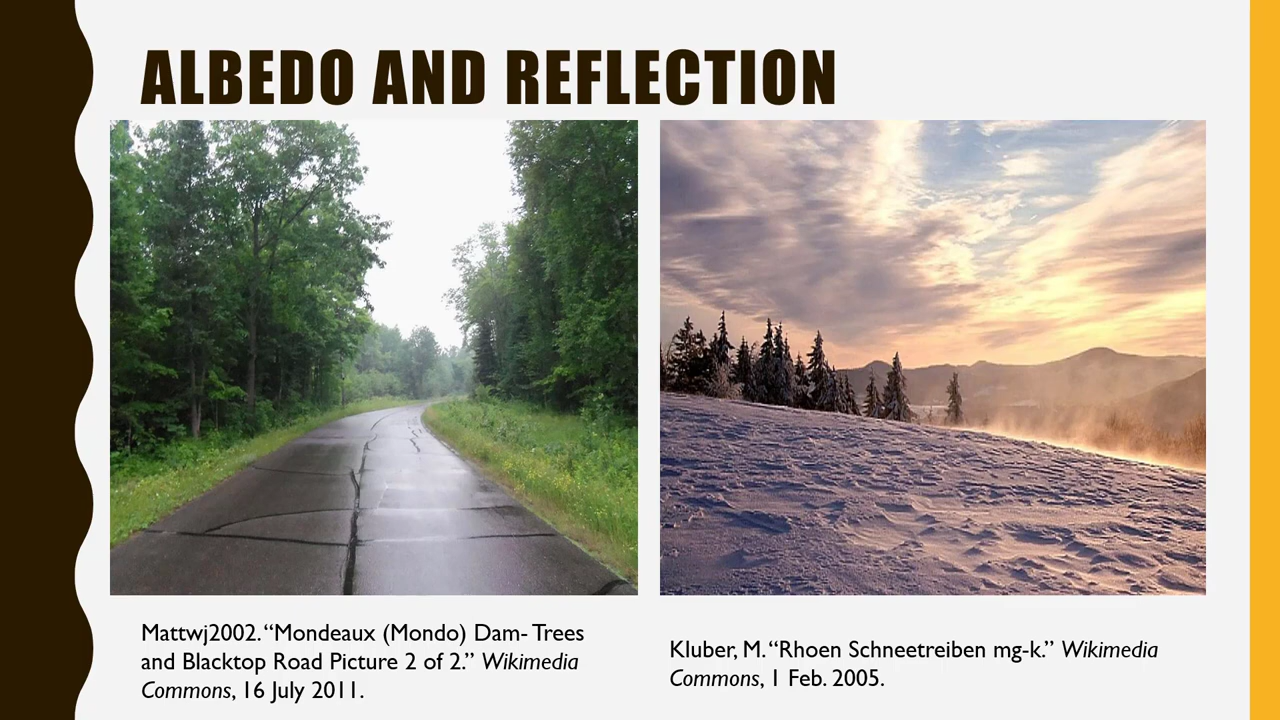 ALBEDO AND REFLECTION
Mattwj2002. “Mondeaux (Mondo) Dam- Trees
and Blacktop Road Picture 2 of 2.” Wikimedia
Commons, 16 July 2011.
Kluber, M. “Rhoen Schneetreiben mg-k.” Wikimedia
Commons, 1 Feb. 2005.